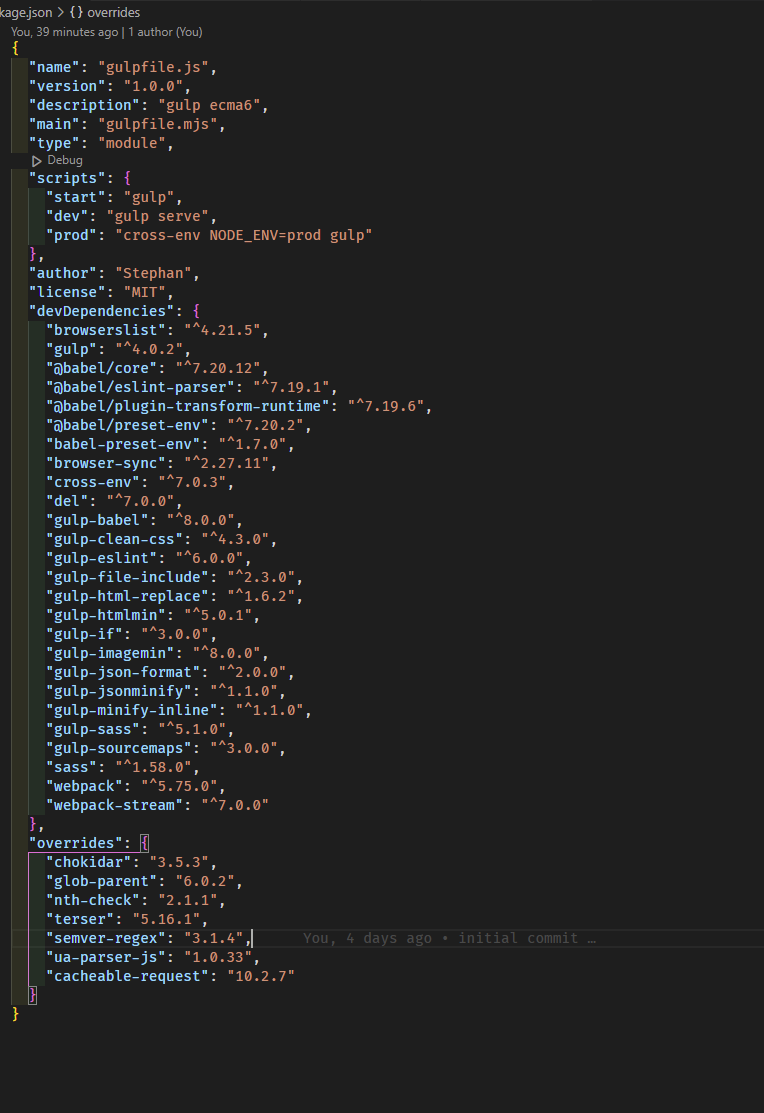 kage.json > {} overrides
You, 39 minutes ago | 1 author (You)
{
"name": "gulpfile.js",
"version": "1.0.0",
"description": "gulp ecma6",
"main": "gulpfile.mjs",
"type": "module",
Debug
"scripts": {
"start": "gulp",
"dev": "gulp serve",
"prod": "cross-env NODE_ENV=prod gulp"
},
"author": "Stephan",
"license": "MIT",
"devDependencies": {
"browserslist": "^4.21.5",
"gulp": "^4.0.2",
"@babel/core": "^7.20.12",
"@babel/eslint-parser": "^7.19.1",
"@babel/plugin-transform-runtime": "^7.19.6",
"@babel/preset-env": "^7.20.2",
"babel-preset-env": "^1.7.0",
"browser-sync": "^2.27.11",
"cross-env": "^7.0.3",
"del": "^7.0.0",
"gulp-babel": "^8.0.0",
"gulp-clean-css": "^4.3.0",
"gulp-eslint": "^6.0.0",
"gulp-file-include": "^2.3.0",
"gulp-html-replace": "^1.6.2",
"gulp-htmlmin": "^5.0.1",
"gulp-if": "^3.0.0",
"gulp-imagemin": "^8.0.0",
"gulp-json-format": "^2.0.0",
"gulp-jsonminify": "^1.1.0",
"gulp-minify-inline": "^1.1.0",
"gulp-sass": "^5.1.0",
"gulp-sourcemaps": "^3.0.0",
"sass": "^1.58.0",
"webpack": "^5.75.0",
"webpack-stream": "^7.0.0"
},
"overrides": {
"chokidar": "3.5.3",
"glob-parent": "6.0.2",
"nth-check": "2.1.1",
"terser": "5.16.1",
"semver-regex": "3.1.4", You, 4 days ago • initial commit …
"ua-parser-js": "1.0.33",
"cacheable-request": "10.2.7"
}
}